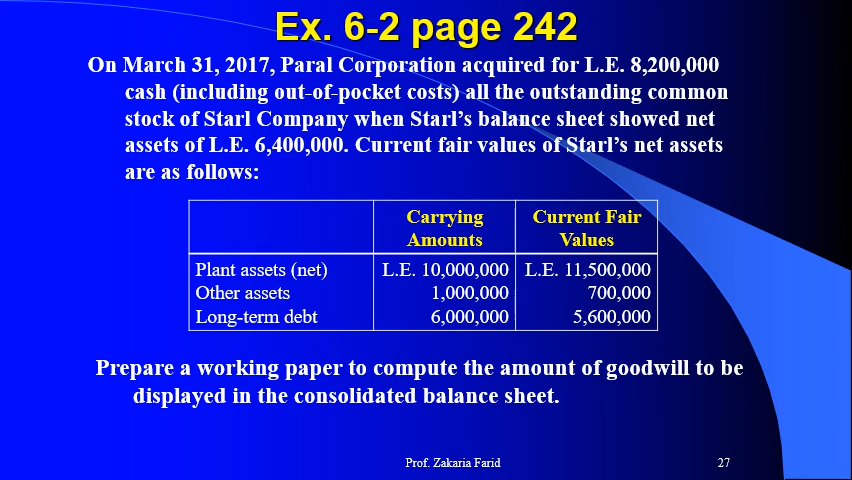 Ex. 6-2 page 242
On March 31, 2017, Paral Corporation acquired for L.E. 8,200,000
cash (including out-of-pocket costs) all the outstanding common
stock of Starl Company when Starl's balance sheet showed net
assets of L.E. 6,400,000. Current fair values of Starl's net assets
are as follows:
Carrying Amounts Current Fair Values
Plant assets (net) L.E. 10,000,000 L.E. 11,500,000
Other assets 1,000,000 700,000
Long-term debt 6,000,000 5,600,000
Prepare a working paper to compute the amount of goodwill to be
displayed in the consolidated balance sheet.
Prof. Zakaria Farid 27